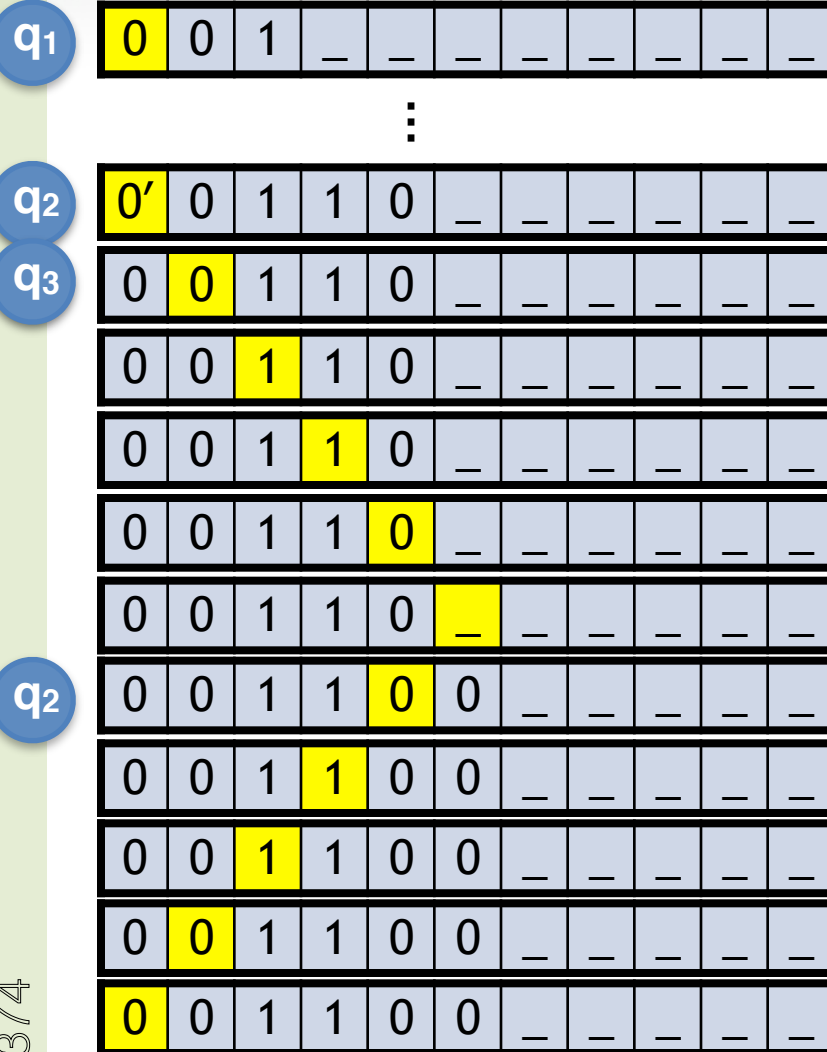 q1 0 0 1 _ _ _ _ _ _ _ _
⋮
q2 0′ 0 1 1 0 _ _ _ _ _ _
q3 0 0 1 1 0 _ _ _ _ _ _
0 0 1 1 0 _ _ _ _ _ _
0 0 1 1 0 _ _ _ _ _ _
0 0 1 1 0 _ _ _ _ _ _
0 0 1 1 0 _ _ _ _ _ _
q2 0 0 1 1 0 0 _ _ _ _ _
0 0 1 1 0 0 _ _ _ _ _
0 0 1 1 0 0 _ _ _ _ _
0 0 1 1 0 0 _ _ _ _ _
0 0 1 1 0 0 _ _ _ _ _
374